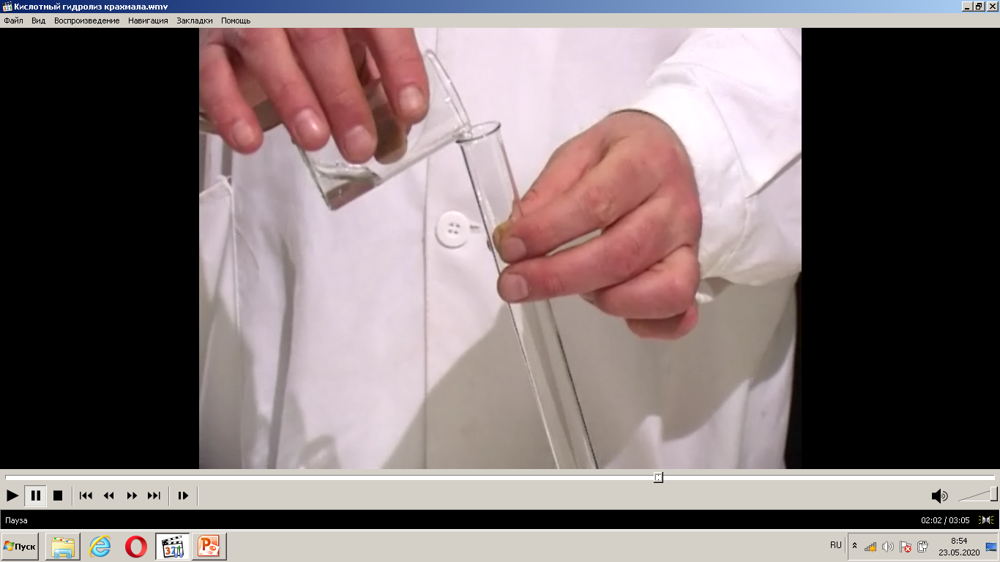 Кислотный гидролиз крахмала.wmv
Файл Вид Воспроизведение Навигация Закладки Помощь
Пауза
02:02 / 03:05
Пуск
321
P
RU
8:54
23.05.2020